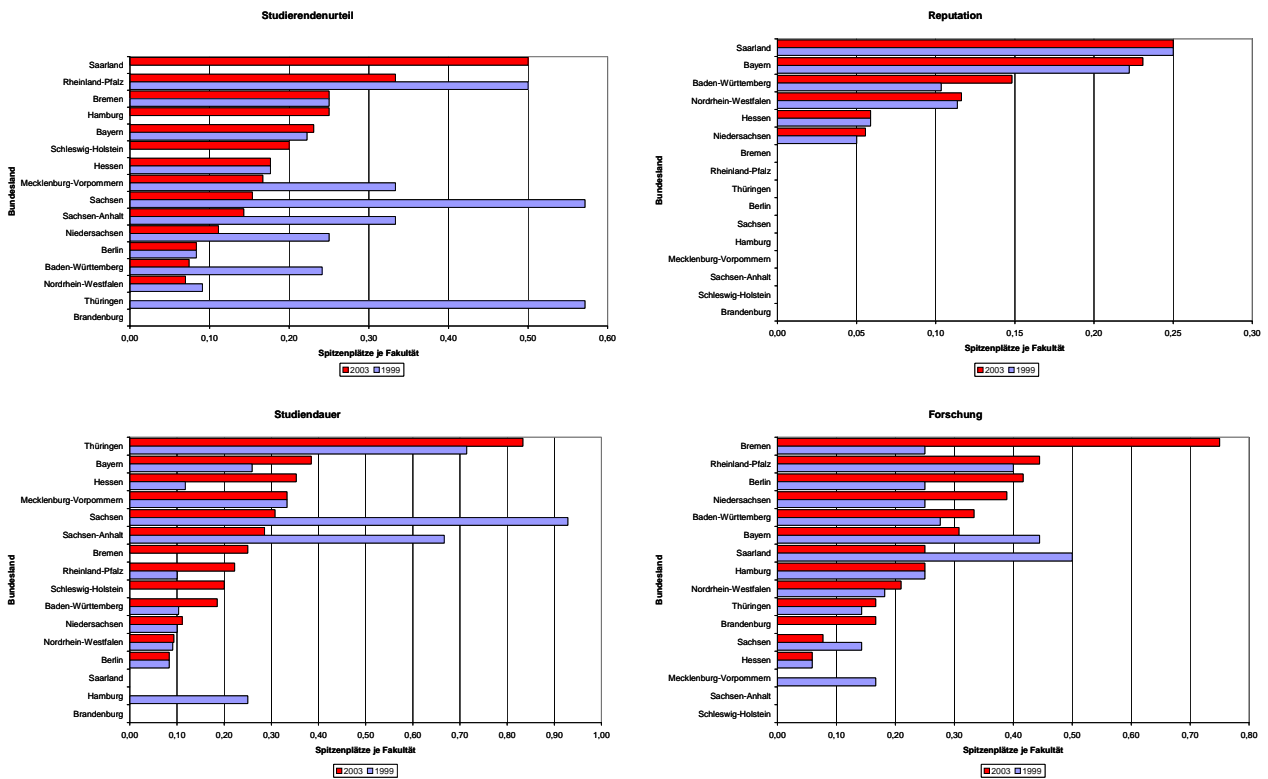 Studierendenurteil
Bundesland
Saarland
Rheinland-Pfalz
Bremen
Hamburg
Bayern
Schleswig-Holstein
Hessen
Mecklenburg-Vorpommern
Sachsen
Sachsen-Anhalt
Niedersachsen
Berlin
Baden-Württemberg
Nordrhein-Westfalen
Thüringen
Brandenburg
0,00 0,10 0,20 0,30 0,40 0,50 0,60
Spitzenplätze je Fakultät
2003 1999
Reputation
Bundesland
Saarland
Bayern
Baden-Württemberg
Nordrhein-Westfalen
Hessen
Niedersachsen
Bremen
Rheinland-Pfalz
Thüringen
Berlin
Sachsen
Hamburg
Mecklenburg-Vorpommern
Sachsen-Anhalt
Schleswig-Holstein
Brandenburg
0,00 0,05 0,10 0,15 0,20 0,25 0,30
Spitzenplätze je Fakultät
2003 1999
Studiendauer
Bundesland
Thüringen
Bayern
Hessen
Mecklenburg-Vorpommern
Sachsen
Sachsen-Anhalt
Bremen
Rheinland-Pfalz
Schleswig-Holstein
Baden-Württemberg
Niedersachsen
Nordrhein-Westfalen
Berlin
Saarland
Hamburg
Brandenburg
0,00 0,10 0,20 0,30 0,40 0,50 0,60 0,70 0,80 0,90 1,00
Spitzenplätze je Fakultät
2003 1999
Forschung
Bundesland
Bremen
Rheinland-Pfalz
Berlin
Niedersachsen
Baden-Württemberg
Bayern
Saarland
Hamburg
Nordrhein-Westfalen
Thüringen
Brandenburg
Sachsen
Hessen
Mecklenburg-Vorpommern
Sachsen-Anhalt
Schleswig-Holstein
0,00 0,10 0,20 0,30 0,40 0,50 0,60 0,70 0,80
Spitzenplätze je Fakultät
2003 1999